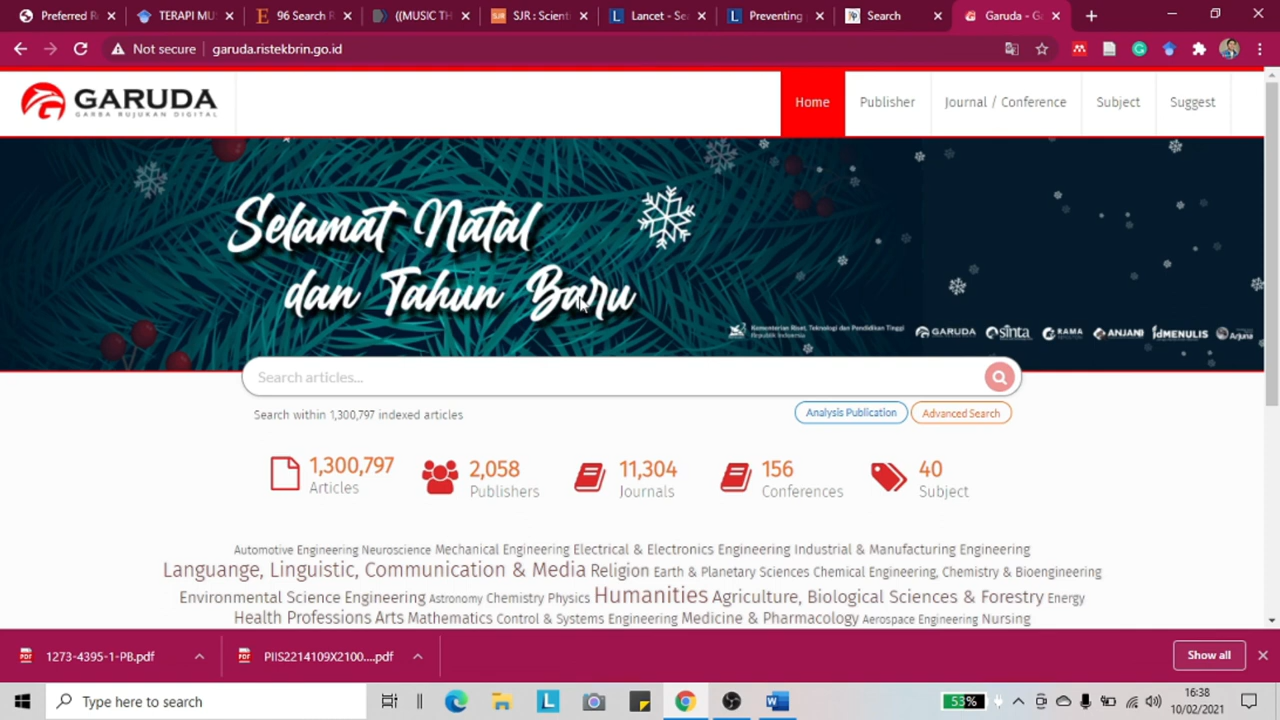 Preferred R
TERAPI MU
96 Search R
((MUSIC TH
SJR : Scienti
Lancet - Se
Preventing
Search
Garuda - G
Not secure
garuda.ristekbrin.go.id
GARUDA
GARBA RUJUKAN DIGITAL
Home
Publisher
Journal / Conference
Subject
Suggest
Selamat Natal
dan Tahun Baru
Kementerian Riset, Teknologi dan Pendidikan Tinggi
Republik Indonesia
GARUDA
sinta
RAMA
ANJANI
idMENULIS
Arjuna
Search articles...
Search within 1,300,797 indexed articles
Analysis Publication
Advanced Search
1,300,797
Articles
2,058
Publishers
11,304
Journals
156
Conferences
40
Subject
Automotive Engineering Neuroscience Mechanical Engineering Electrical & Electronics Engineering Industrial & Manufacturing Engineering
Languange, Linguistic, Communication & Media Religion Earth & Planetary Sciences Chemical Engineering, Chemistry & Bioengineering
Environmental Science Engineering Astronomy Chemistry Physics Humanities Agriculture, Biological Sciences & Forestry Energy
Health Professions Arts Mathematics Control & Systems Engineering Medicine & Pharmacology Aerospace Engineering Nursing
1273-4395-1-PB.pdf
PIIS2214109X2100....pdf
Show all
Type here to search
53%
16:38
10/02/2021